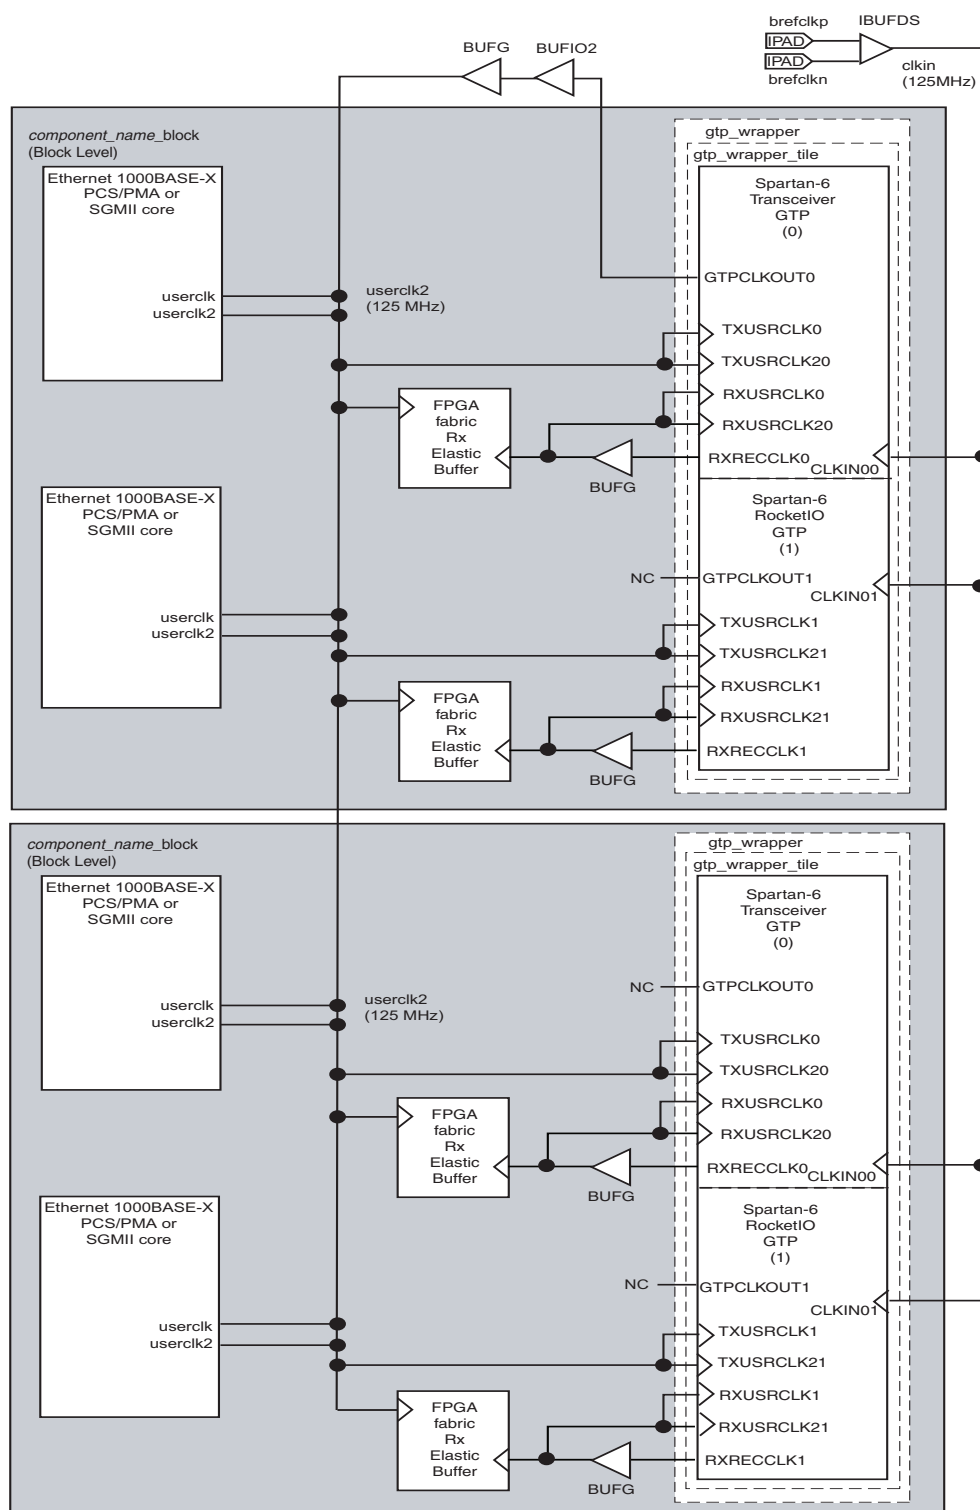 brefclkp
IBUFDS
IPAD
IPAD
brefclkn
clkin
(125MHz)
BUFG
BUFIO2
component_name_block
(Block Level)
gtp_wrapper
gtp_wrapper_tile
Ethernet 1000BASE-X
PCS/PMA or
SGMII core
userclk
userclk2
userclk2
(125 MHz)
Spartan-6
Transceiver
GTP
(0)
GTPCLKOUT0
TXUSRCLK0
TXUSRCLK20
RXUSRCLK0
RXUSRCLK20
RXRECCLK0
CLKIN00
FPGA
fabric
Rx
Elastic
Buffer
BUFG
Ethernet 1000BASE-X
PCS/PMA or
SGMII core
userclk
userclk2
Spartan-6
RocketIO
GTP
(1)
NC
GTPCLKOUT1
CLKIN01
TXUSRCLK1
TXUSRCLK21
RXUSRCLK1
RXUSRCLK21
RXRECCLK1
FPGA
fabric
Rx
Elastic
Buffer
BUFG
component_name_block
(Block Level)
gtp_wrapper
gtp_wrapper_tile
Ethernet 1000BASE-X
PCS/PMA or
SGMII core
userclk
userclk2
userclk2
(125 MHz)
Spartan-6
Transceiver
GTP
(0)
NC
GTPCLKOUT0
TXUSRCLK0
TXUSRCLK20
RXUSRCLK0
RXUSRCLK20
RXRECCLK0
CLKIN00
FPGA
fabric
Rx
Elastic
Buffer
BUFG
Ethernet 1000BASE-X
PCS/PMA or
SGMII core
userclk
userclk2
Spartan-6
RocketIO
GTP
(1)
NC
GTPCLKOUT1
CLKIN01
TXUSRCLK1
TXUSRCLK21
RXUSRCLK1
RXUSRCLK21
RXRECCLK1
FPGA
fabric
Rx
Elastic
Buffer
BUFG